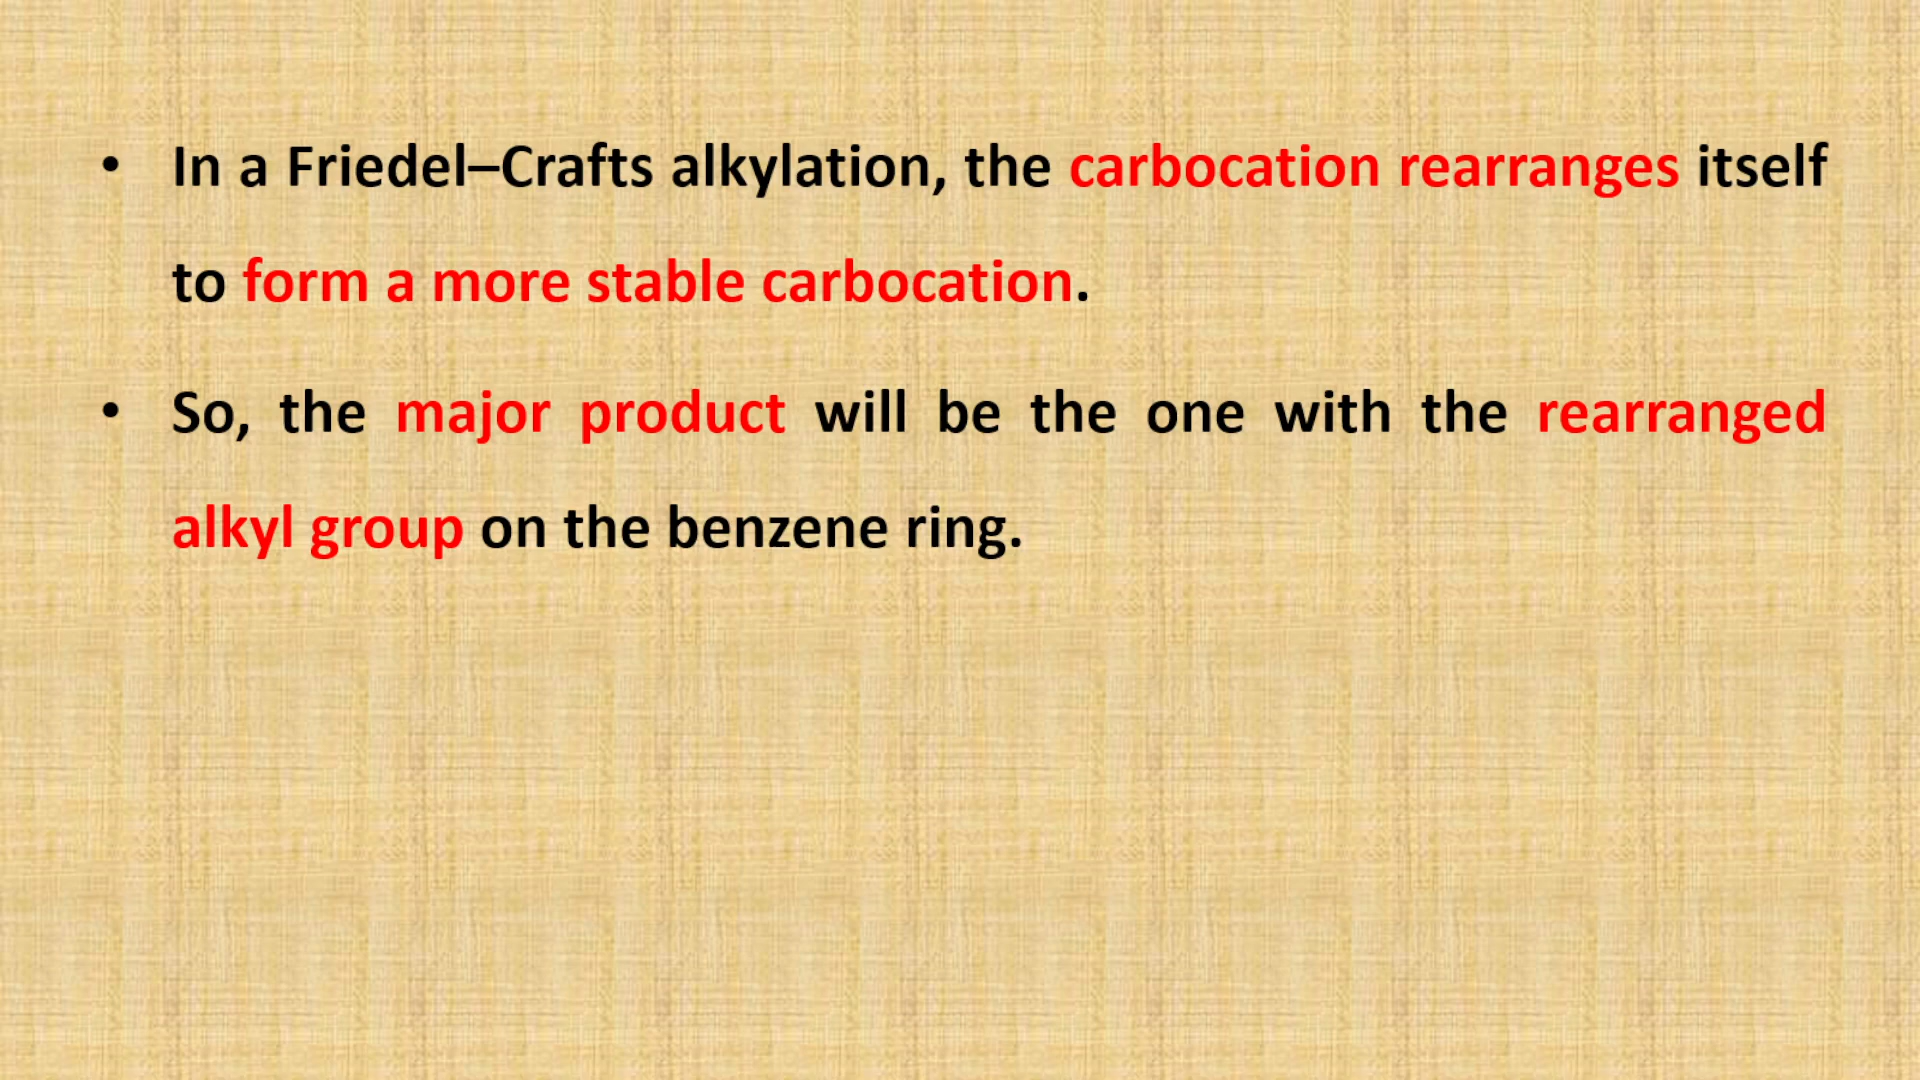 • In a Friedel–Crafts alkylation, the carbocation rearranges itself
to form a more stable carbocation.
• So, the major product will be the one with the rearranged
alkyl group on the benzene ring.